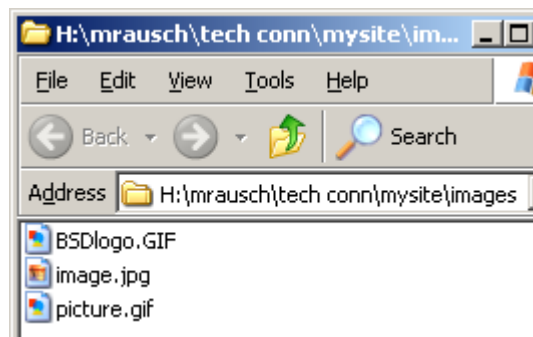 H:\mrausch\tech conn\mysite\im...
File Edit View Tools Help
Back Search
Address H:\mrausch\tech conn\mysite\images
BSDlogo.GIF
image.jpg
picture.gif